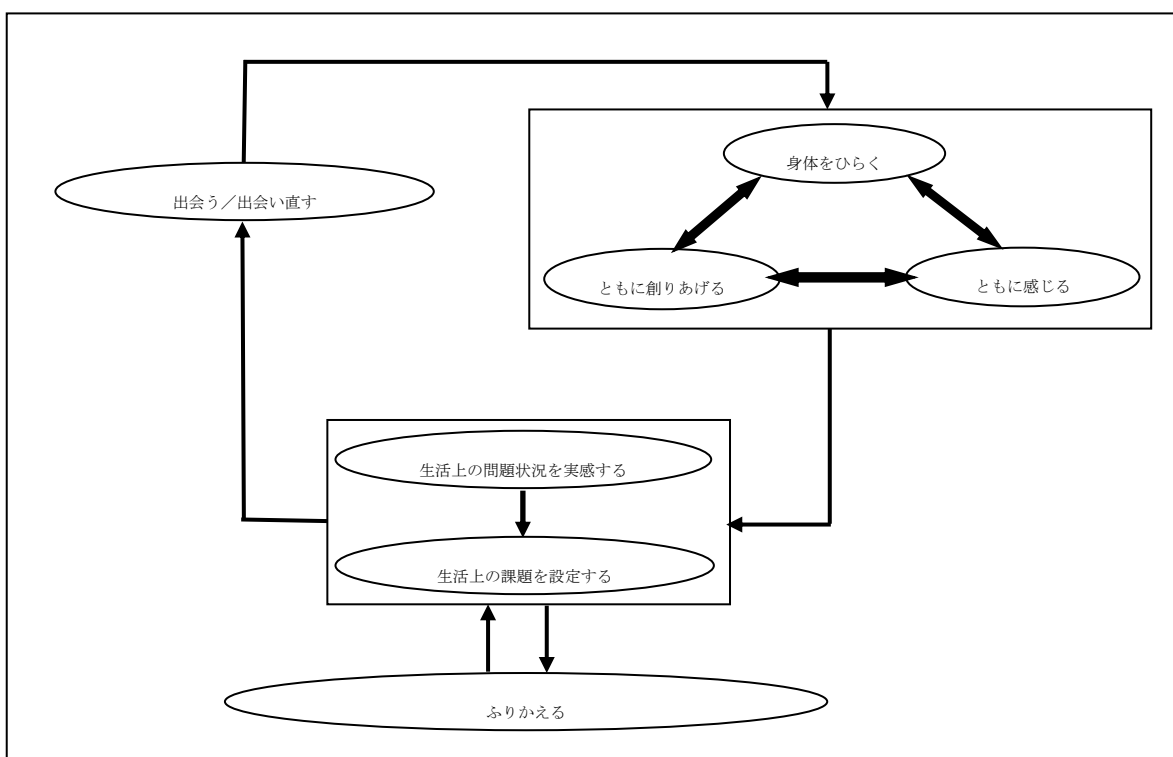 身体をひらく
出会う／出会い直す
ともに創りあげる
ともに感じる
生活上の問題状況を実感する
生活上の課題を設定する
ふりかえる